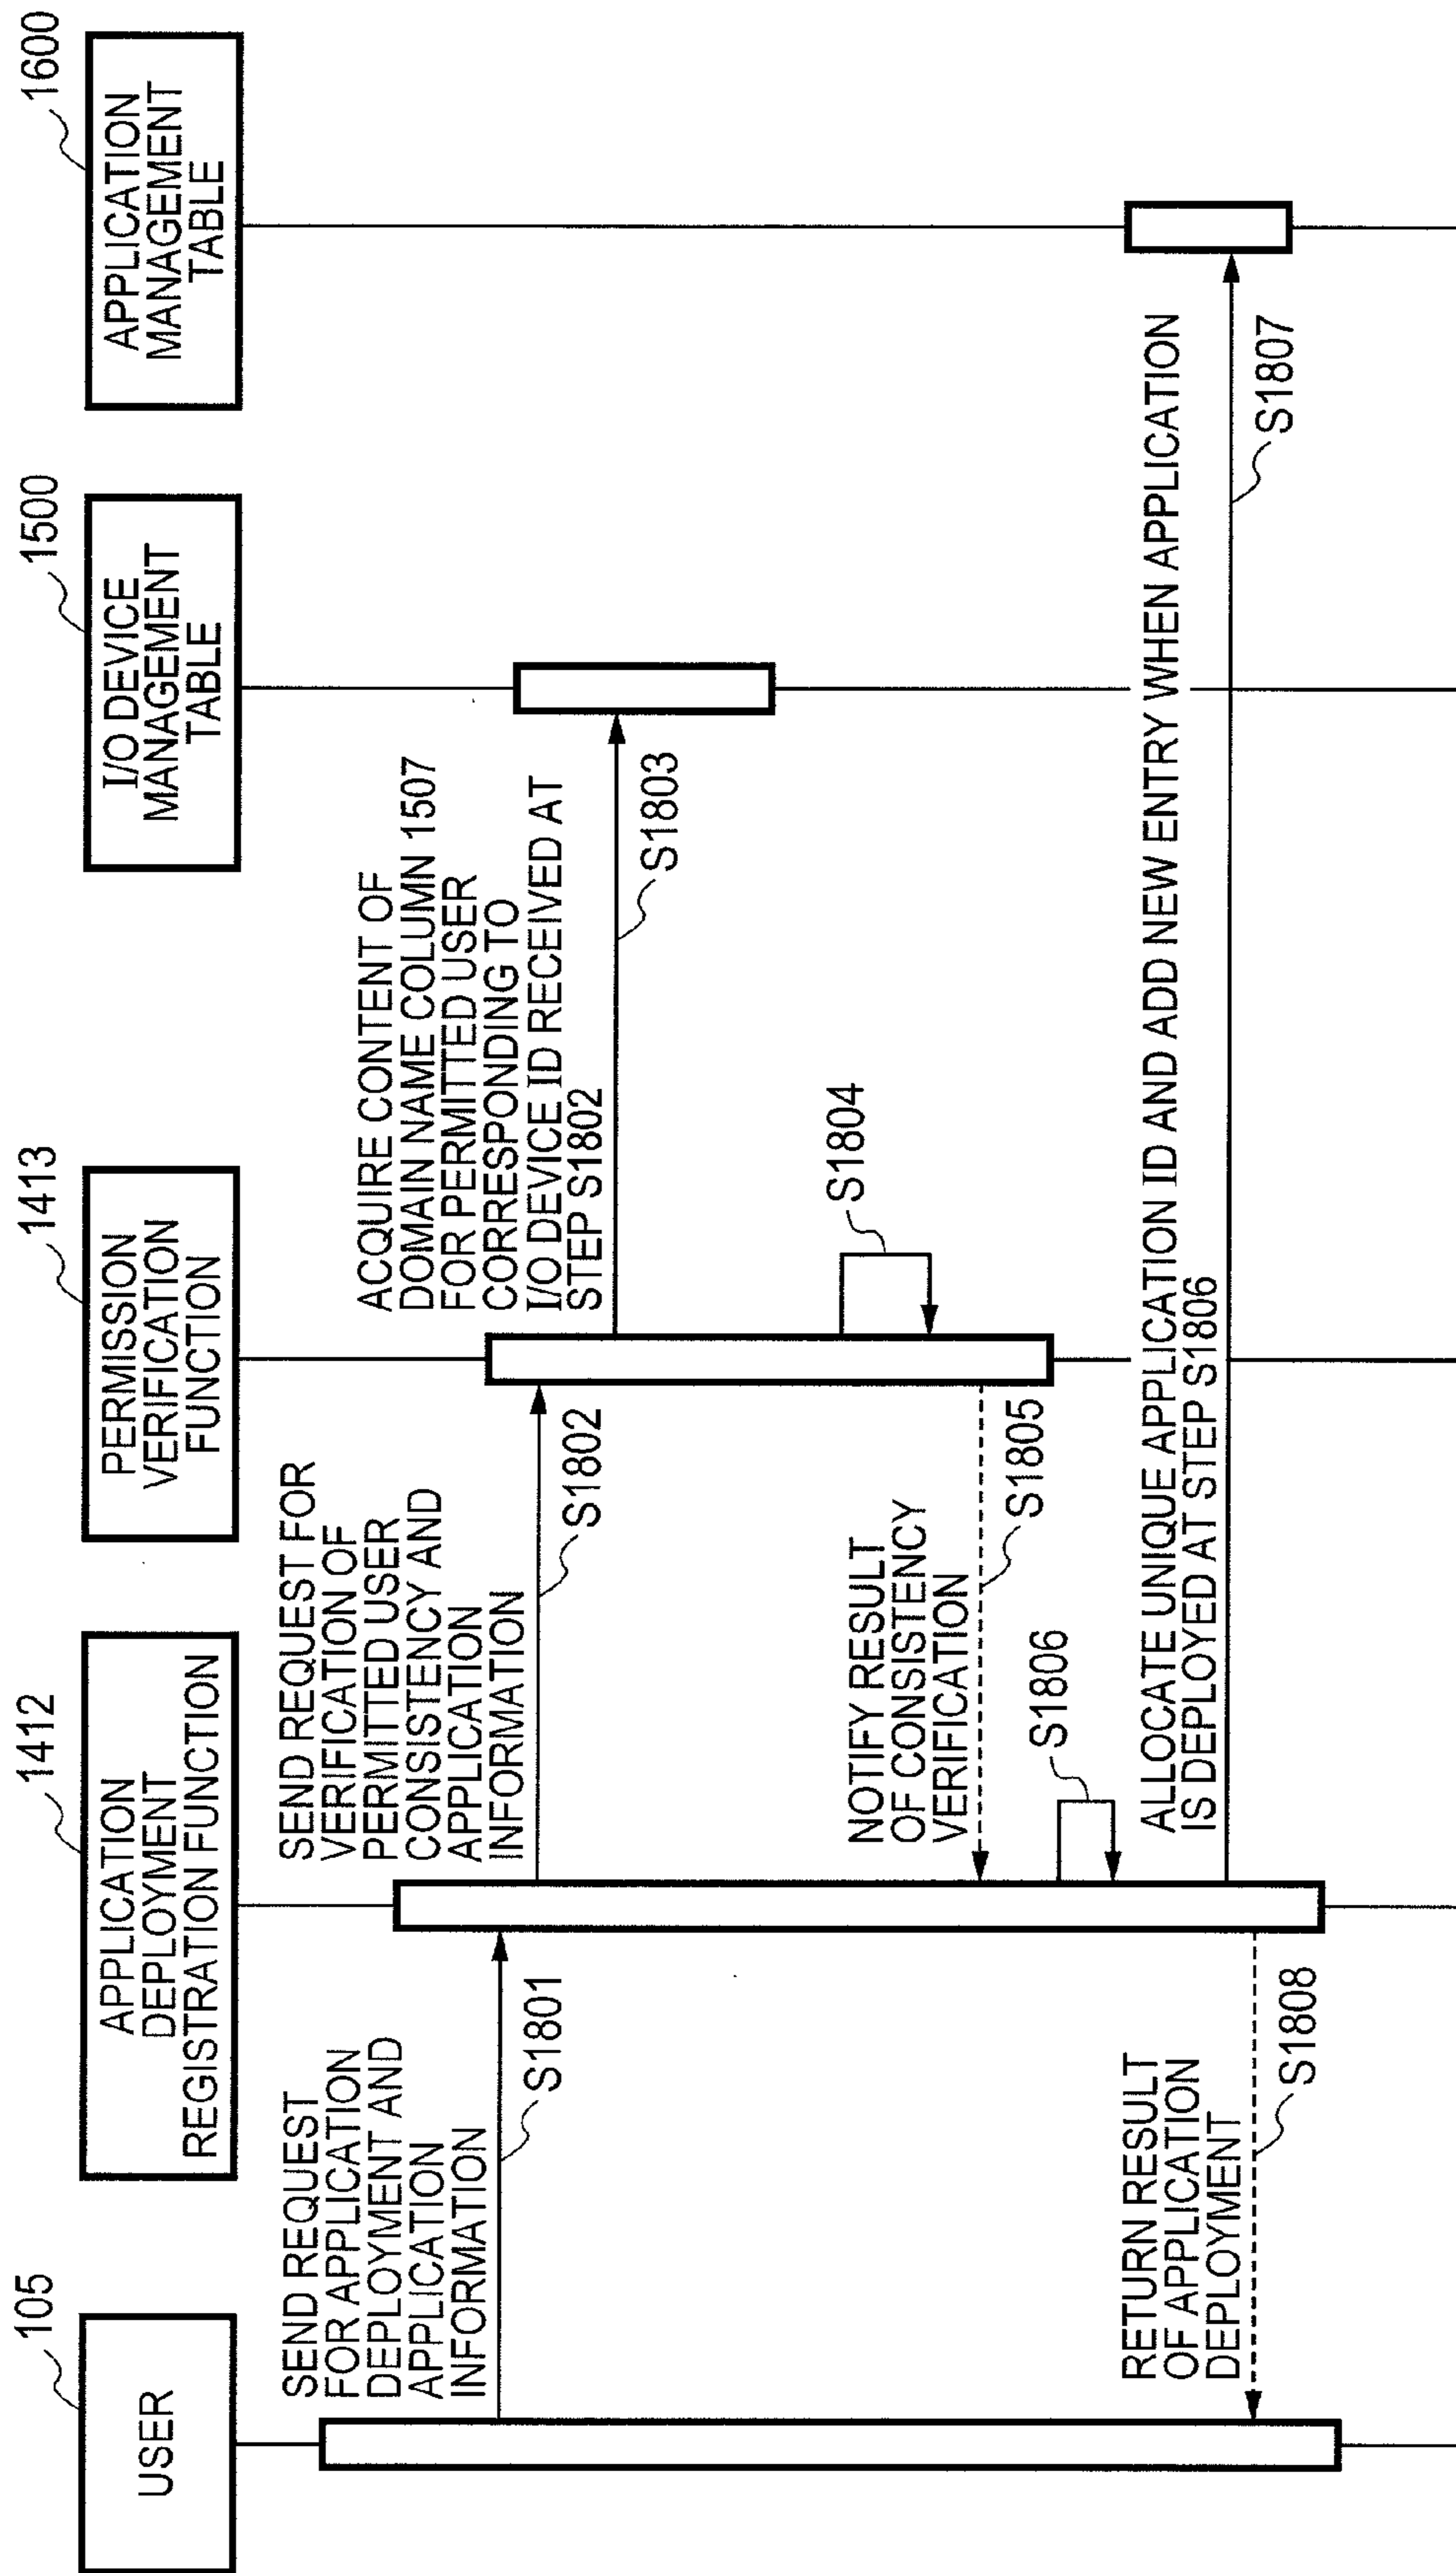 105
USER
1412
APPLICATION
DEPLOYMENT
REGISTRATION FUNCTION
1413
PERMISSION
VERIFICATION
FUNCTION
1500
I/O DEVICE
MANAGEMENT
TABLE
1600
APPLICATION
MANAGEMENT
TABLE
SEND REQUEST
FOR APPLICATION
DEPLOYMENT AND
APPLICATION
INFORMATION
S1801
SEND REQUEST FOR
VERIFICATION OF
PERMITTED USER
CONSISTENCY AND
APPLICATION
INFORMATION
S1802
ACQUIRE CONTENT OF
DOMAIN NAME COLUMN 1507
FOR PERMITTED USER
CORRESPONDING TO
I/O DEVICE ID RECEIVED AT
STEP S1802
S1803
S1804
NOTIFY RESULT
OF CONSISTENCY
VERIFICATION
S1805
S1806
ALLOCATE UNIQUE APPLICATION ID AND ADD NEW ENTRY WHEN APPLICATION
IS DEPLOYED AT STEP S1806
S1807
RETURN RESULT
OF APPLICATION
DEPLOYMENT
S1808